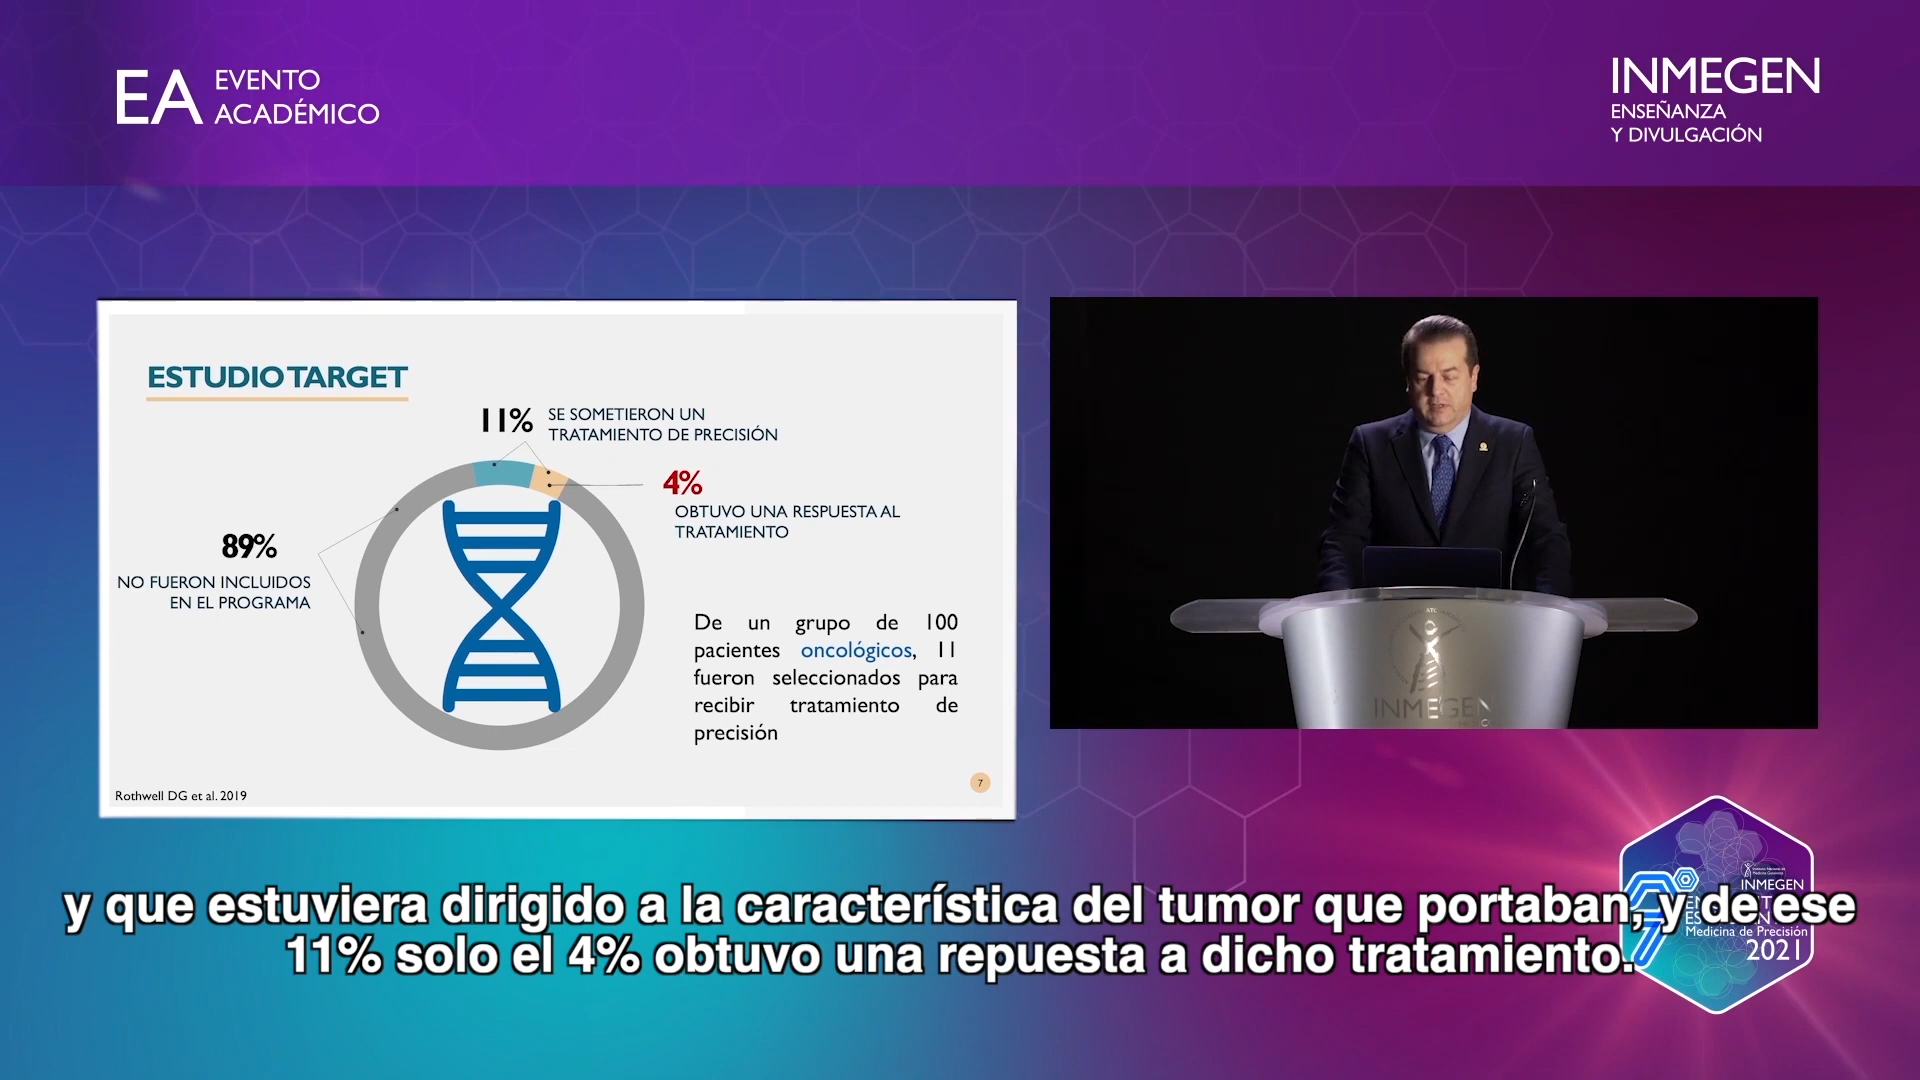 EA EVENTO
ACADÉMICO
INMEGEN
ENSEÑANZA
Y DIVULGACIÓN
ESTUDIO TARGET
11% SE SOMETIERON UN
TRATAMIENTO DE PRECISIÓN
4%
OBTUVO UNA RESPUESTA AL
TRATAMIENTO
89%
NO FUERON INCLUIDOS
EN EL PROGRAMA
De un grupo de 100
pacientes oncológicos, 11
fueron seleccionados para
recibir tratamiento de
precisión
7
Rothwell DG et al. 2019
INMEGEN
INMEGEN
Medicina de Precisión
2021
y que estuviera dirigido a la característica del tumor que portaban, y de ese
11% solo el 4% obtuvo una repuesta a dicho tratamiento.